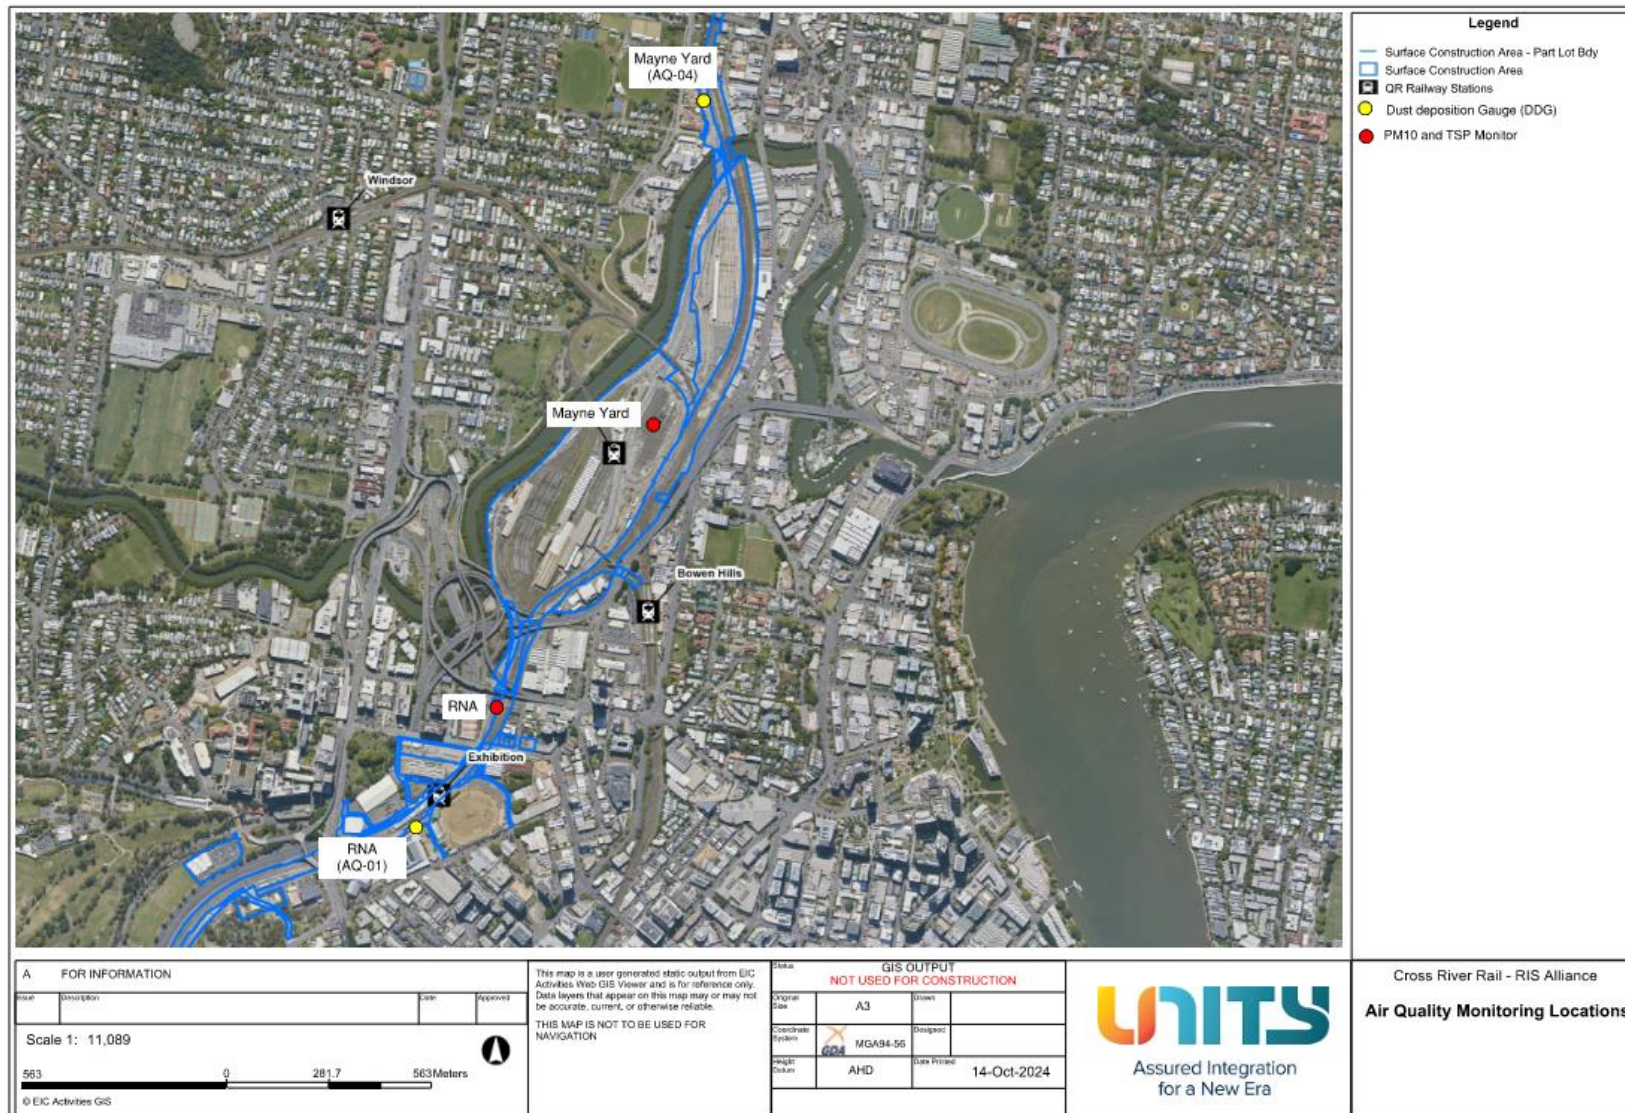 Mayne Yard
(AQ-04)
Windsor
Mayne Yard
Bowen Hills
RNA
Exhibition
RNA
(AQ-01)
Legend
Surface Construction Area - Part Lot Bdy
Surface Construction Area
QR Railway Stations
Dust deposition Gauge (DDG)
PM10 and TSP Monitor
A FOR INFORMATION
Issue Description Date Approved
Scale 1: 11,089
563 0 281.7 563 Meters
© EIC Activities GIS
This map is a user generated static output from EIC
Activities Web GIS Viewer and is for reference only.
Data layers that appear on this map may or may not
be accurate, current, or otherwise reliable.
THIS MAP IS NOT TO BE USED FOR
NAVIGATION
Status GIS OUTPUT
NOT USED FOR CONSTRUCTION
Original
Size A3 Drawn
Coordinate
System GDA MGA94-56 Designed
Height
Datum AHD Date Printed 14-Oct-2024
UNITY
Assured Integration
for a New Era
Cross River Rail - RIS Alliance
Air Quality Monitoring Locations